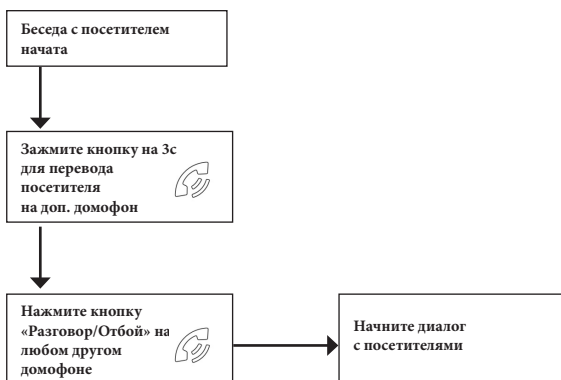 Беседа с посетителем
начата
Зажмите кнопку на 3с
для перевода
посетителя
на доп. домофон
Нажмите кнопку
«Разговор/Отбой» на
любом другом
домофоне
Начните диалог
с посетителями